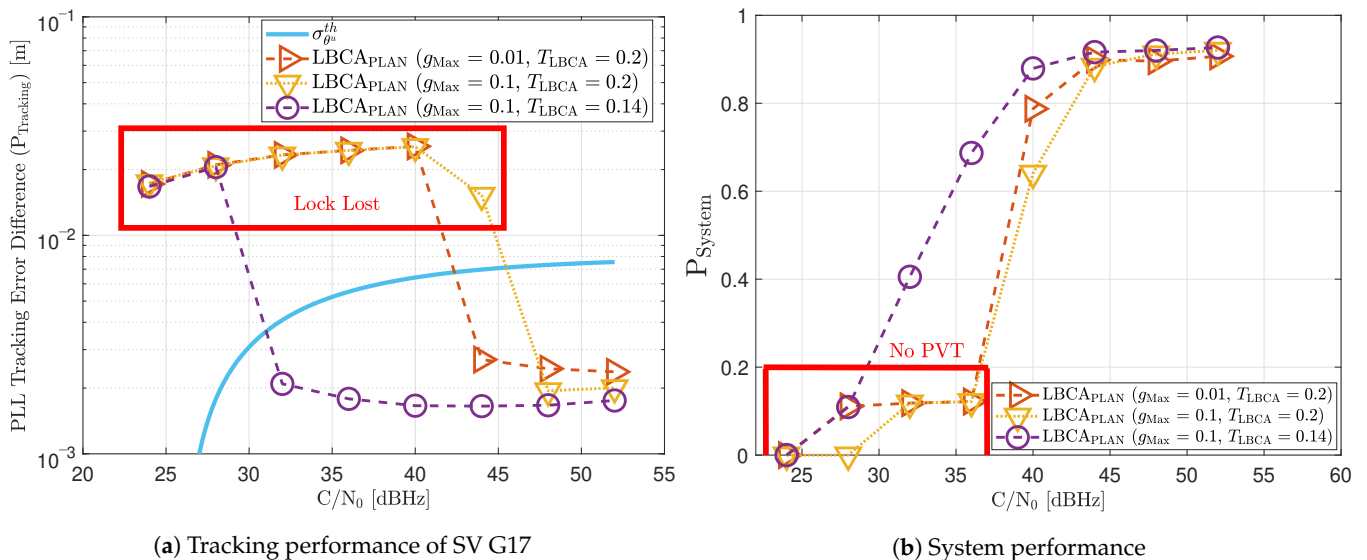 PLL Tracking Error Difference (P_Tracking) [m]
10^-1
10^-2
10^-3
σ_θ^u^th
LBCA_PLAN (g_Max = 0.01, T_LBCA = 0.2)
LBCA_PLAN (g_Max = 0.1, T_LBCA = 0.2)
LBCA_PLAN (g_Max = 0.1, T_LBCA = 0.14)
Lock Lost
20 25 30 35 40 45 50 55
C/N_0 [dBHz]
(a) Tracking performance of SV G17
P_System
1
0.8
0.6
0.4
0.2
0
No PVT
LBCA_PLAN (g_Max = 0.01, T_LBCA = 0.2)
LBCA_PLAN (g_Max = 0.1, T_LBCA = 0.2)
LBCA_PLAN (g_Max = 0.1, T_LBCA = 0.14)
25 30 35 40 45 50 55 60
C/N_0 [dBHz]
(b) System performance